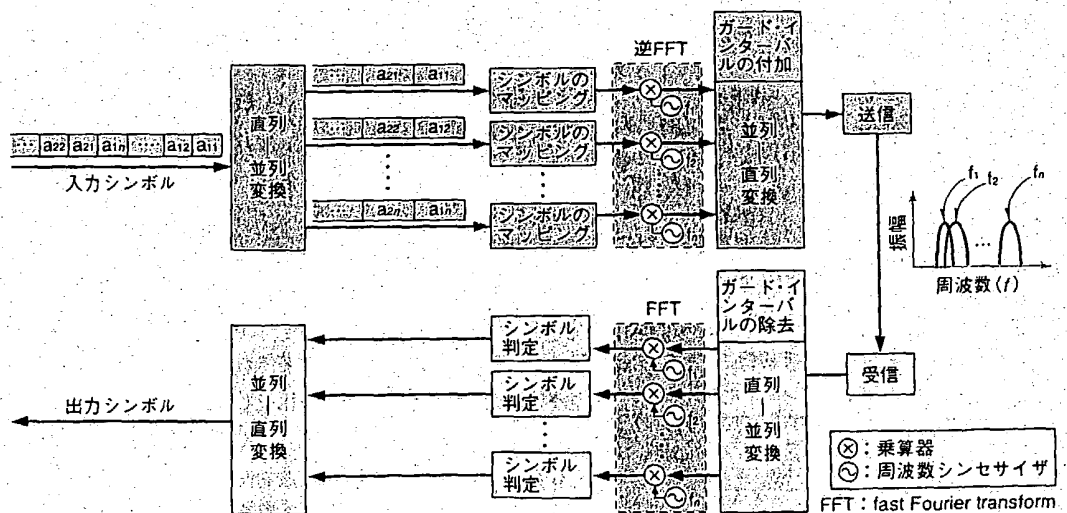 逆FFT
ガード・イ
ンターバ
ルの付加
直列
｜
並列
変換
a21 a11
a22 a12
a2n a1n
シンボルの
マッピング
シンボルの
マッピング
シンボルの
マッピング
f2
並列
｜
直列
変換
送信
a22 a21 a1n a12 a11
入力シンボル
f1
f2
fn
振幅
…
周波数(f)
FFT
ガード・イ
ンターバ
ルの除去
シンボル
判定
シンボル
判定
シンボル
判定
f1
f2
fn
直列
｜
並列
変換
受信
並列
｜
直列
変換
出力シンボル
⊗：乗算器
：周波数シンセサイザ
FFT：fast Fourier transform